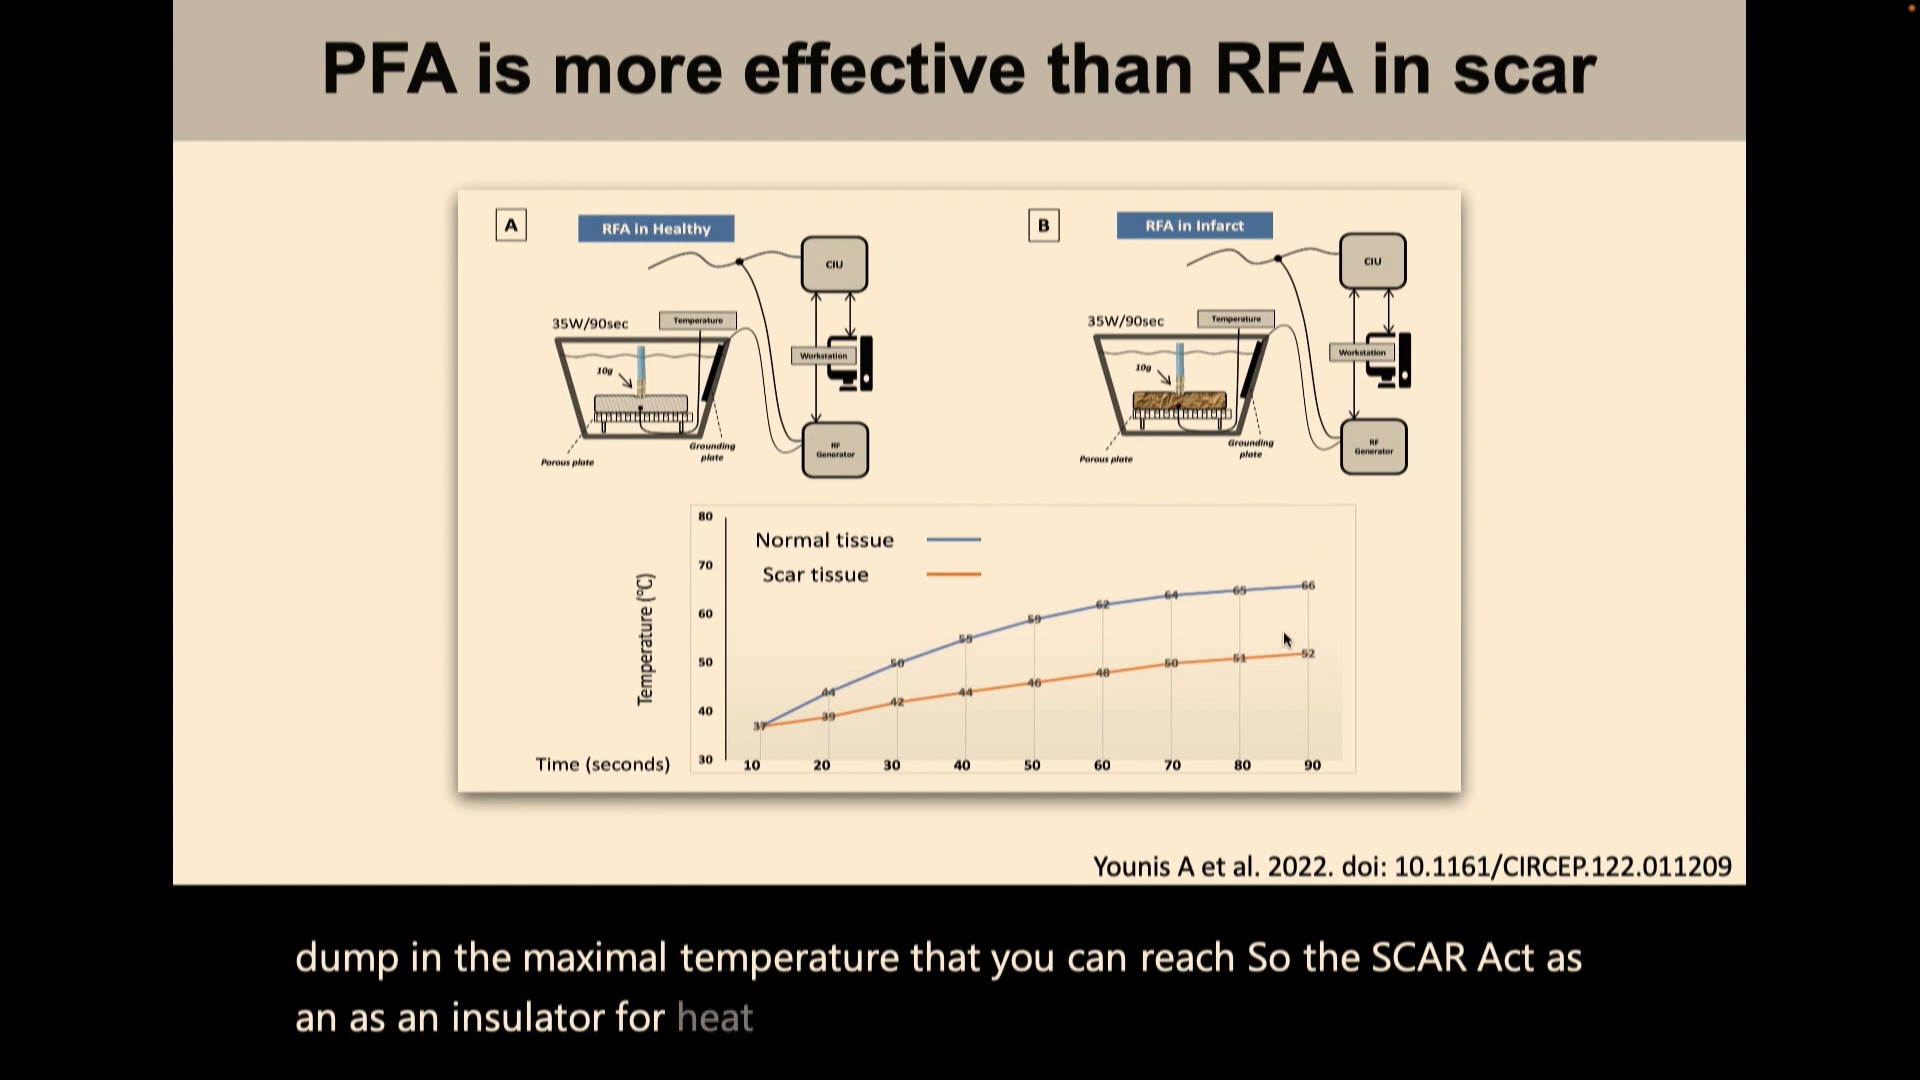 PFA is more effective than RFA in scar
A
RFA in Healthy
CIU
35W/90sec
Temperature
Workstation
10g
Grounding
plate
Porous plate
RF
Generator
B
RFA in Infarct
CIU
35W/90sec
Temperature
Workstation
10g
Grounding
plate
Porous plate
RF
Generator
80
70
60
50
40
30
Temperature (°C)
Normal tissue
Scar tissue
37 44 50 55 59 62 64 65 66
39 42 44 46 48 50 51 52
Time (seconds)
10 20 30 40 50 60 70 80 90
Younis A et al. 2022. doi: 10.1161/CIRCEP.122.011209
dump in the maximal temperature that you can reach So the SCAR Act as
an as an insulator for heat